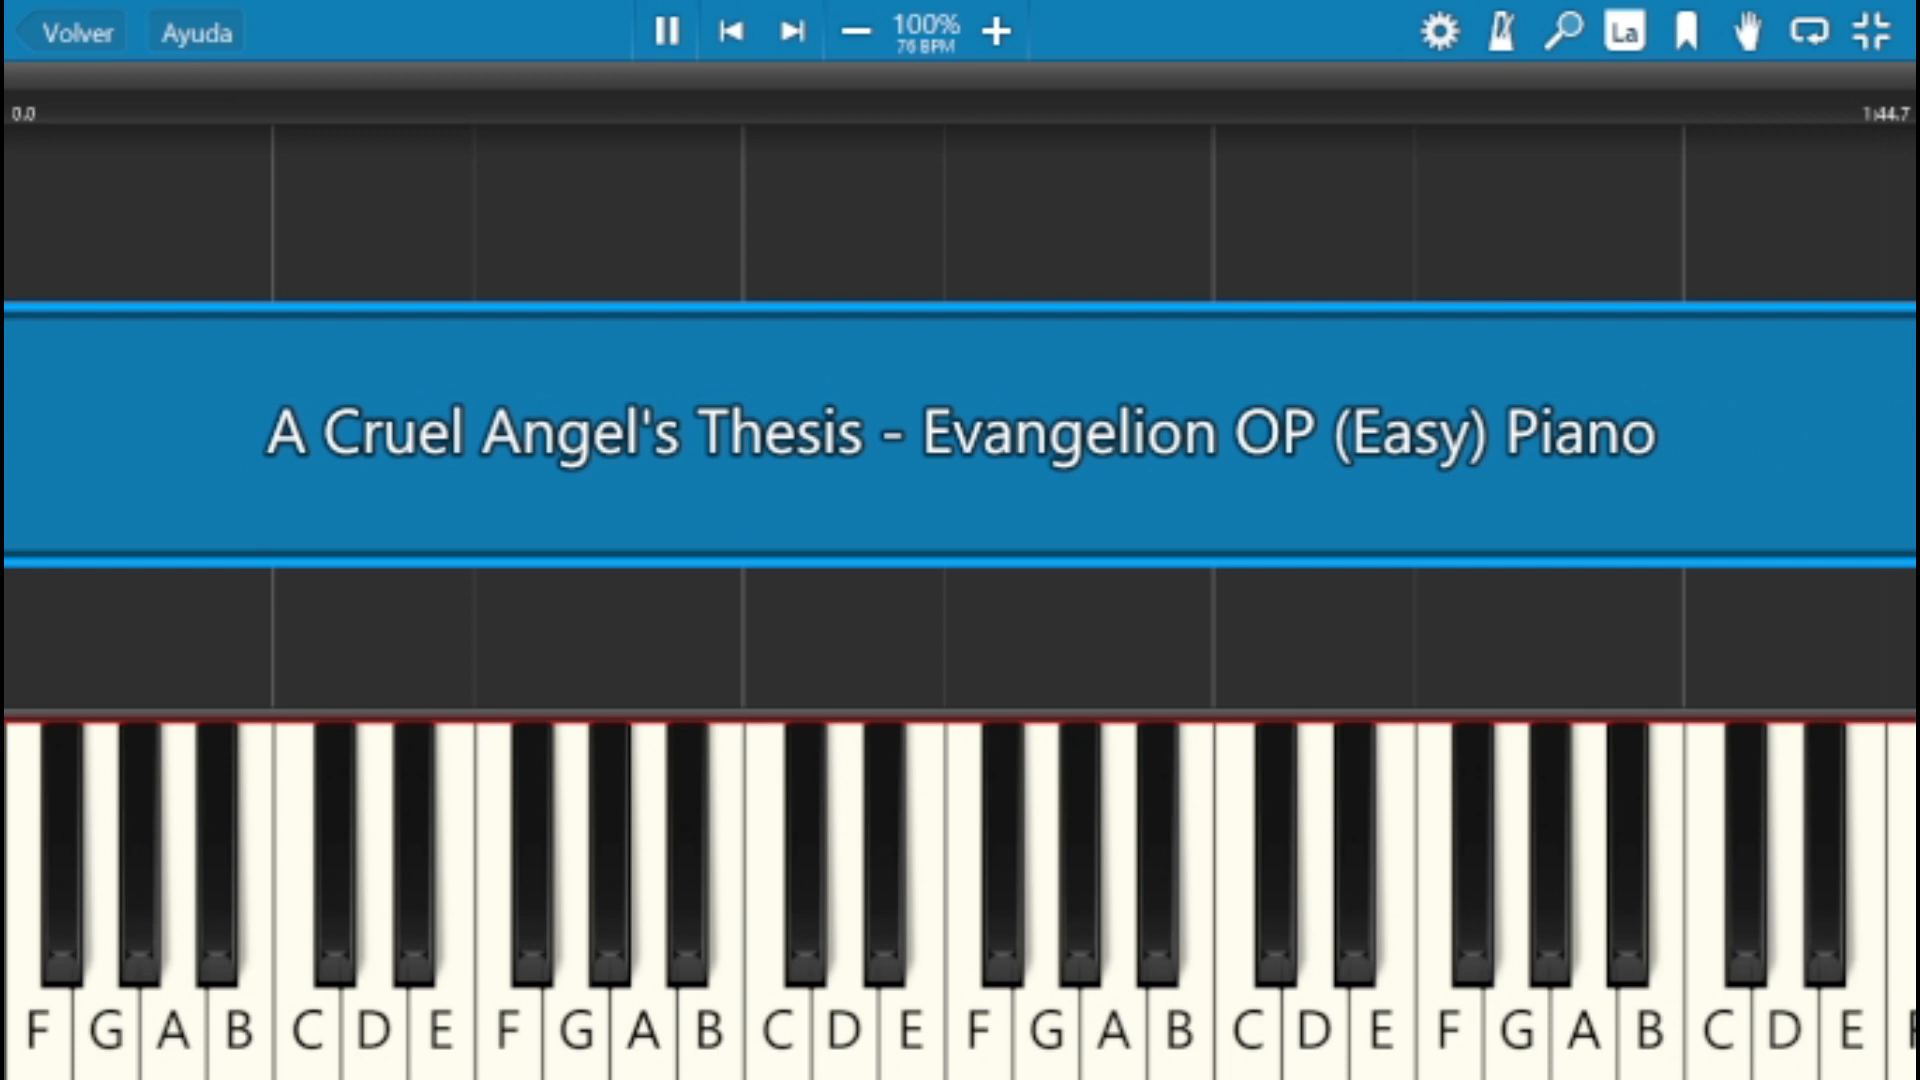 Volver Ayuda 100% La
76 BPM
0.0 1:44.7
A Cruel Angel's Thesis - Evangelion OP (Easy) Piano
F G A B C D E F G A B C D E F G A B C D E F G A B C D E